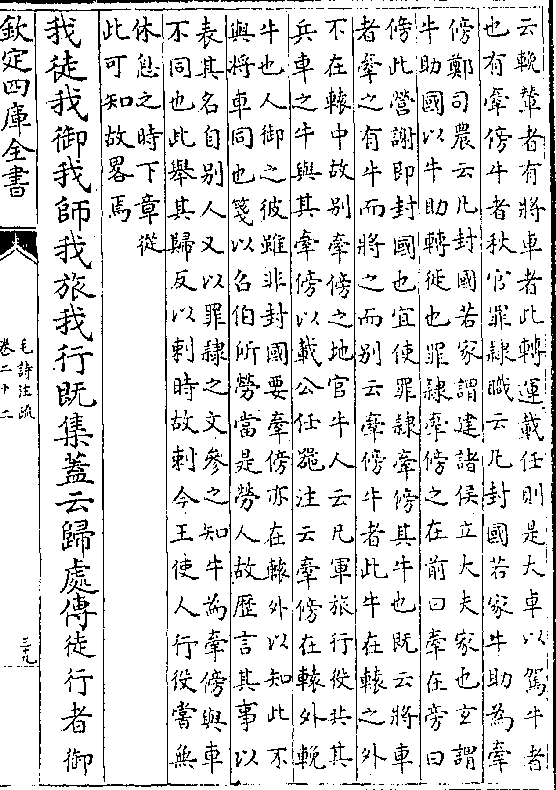 云輓輦者有將車者此轉運載任則是大車以駕牛者
也有牽傍牛者秋官罪隸職云凡封國若家牛助為牽
傍鄭司農云凡封國若家謂建諸侯立大夫家也玄謂
牛助國以牛助轉徙也罪隸牽傍之在前曰牽在旁曰
傍此營謝即封國也宜使罪隸牽傍其牛也既云將車
者牽之有牛而將之而別云牽傍牛者此牛在轅之外
不在轅中故別牽傍之地官牛人云凡軍旅行役共其
兵車之牛與其牽傍以載公任器注云牽傍在轅外輓
牛也人御之彼雖非封國要牽傍亦在轅外以知此不
與將車同也箋以召伯所勞當是勞人故歴言其事以
表其名自别人又以罪隸之文參之知牛為牽傍與車
不同也此舉其歸反以刺時故刺今王使人行役嘗無
休息之時下章從
此可知故畧焉
我徒我御我師我旅我行既集蓋云歸處傳徒行者御
欽定四庫全書
毛詩注疏
卷二十二
三十九